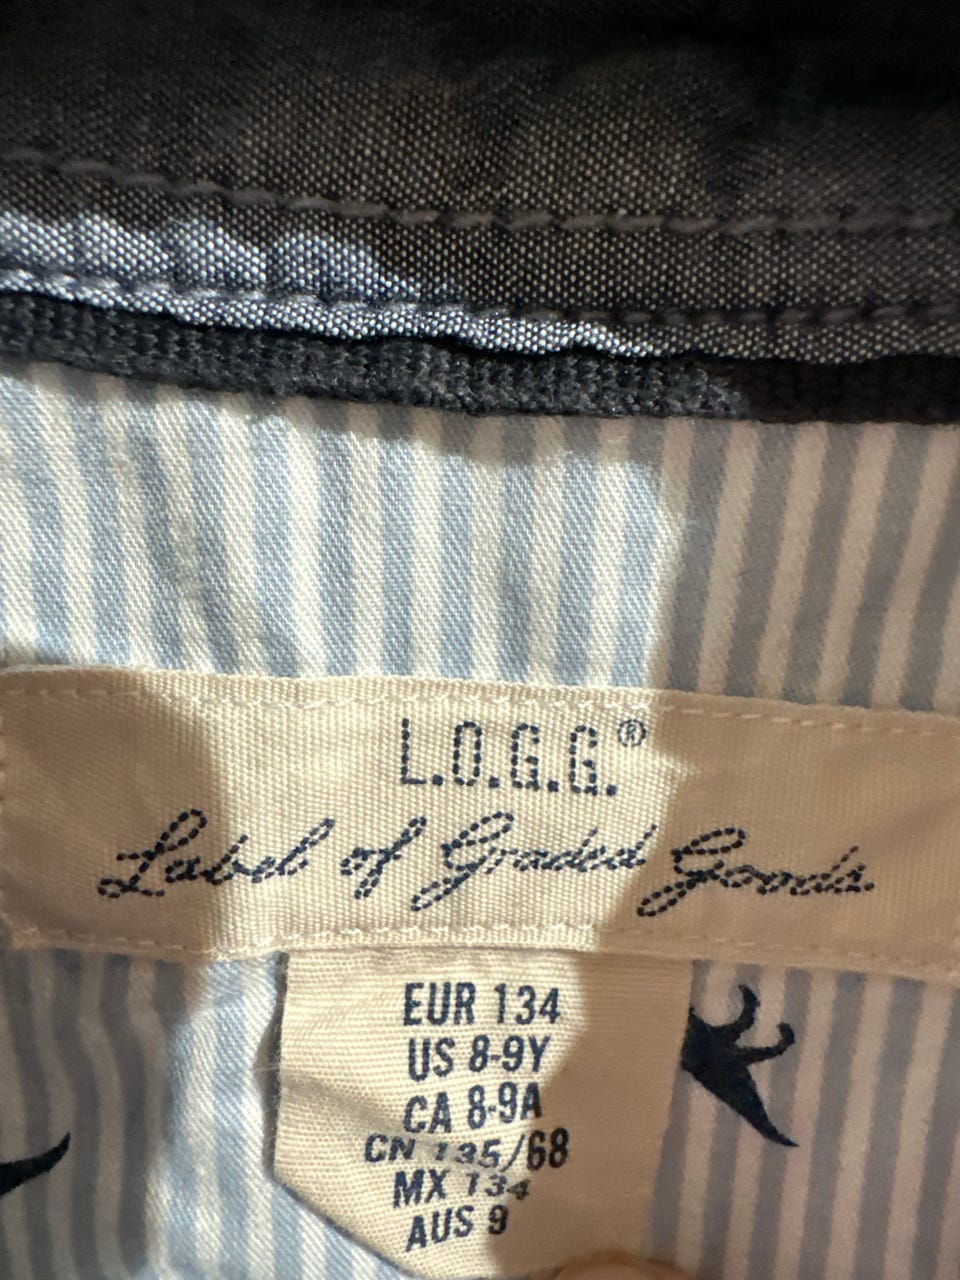 L.O.G.G.®
Label of Graded Goods
EUR 134
US 8-9Y
CA 8-9A
CN 135/68
MX 134
AUS 9